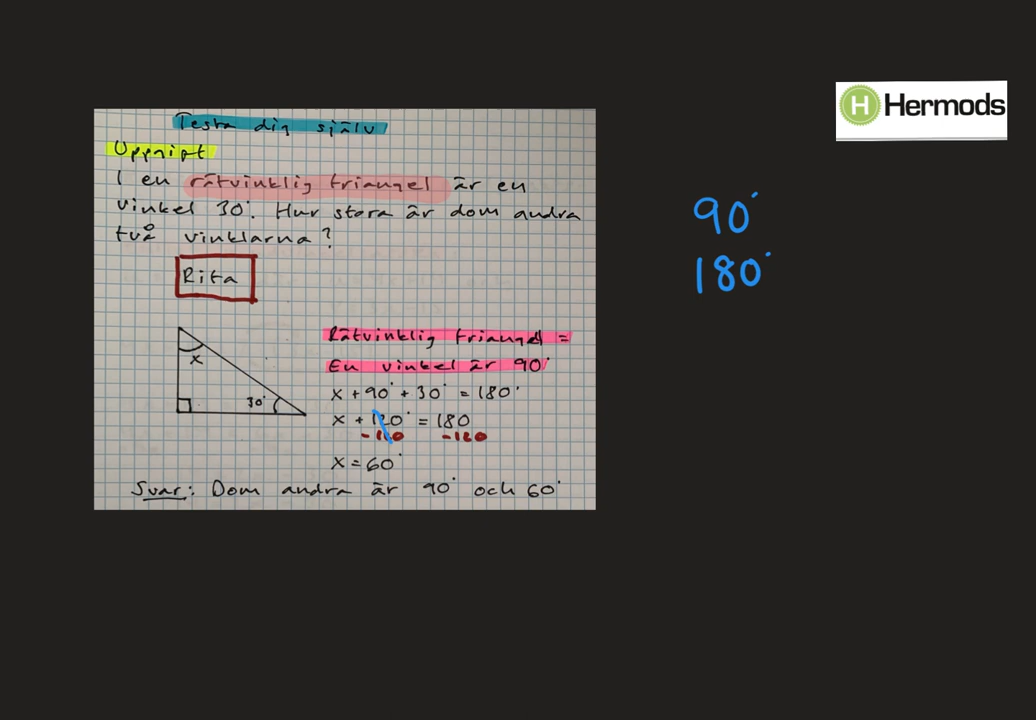 Testa dig själv
Uppgift
I en rätvinklig triangel är en
vinkel 30°. Hur stora är dom andra
två vinklarna?
Rita
x
30°
Rätvinklig triangel =
En vinkel är 90°
x + 90° + 30° = 180°
x + 120° = 180
-120 -120
x = 60°
Svar: Dom andra är 90° och 60°
H Hermods
90°
180°